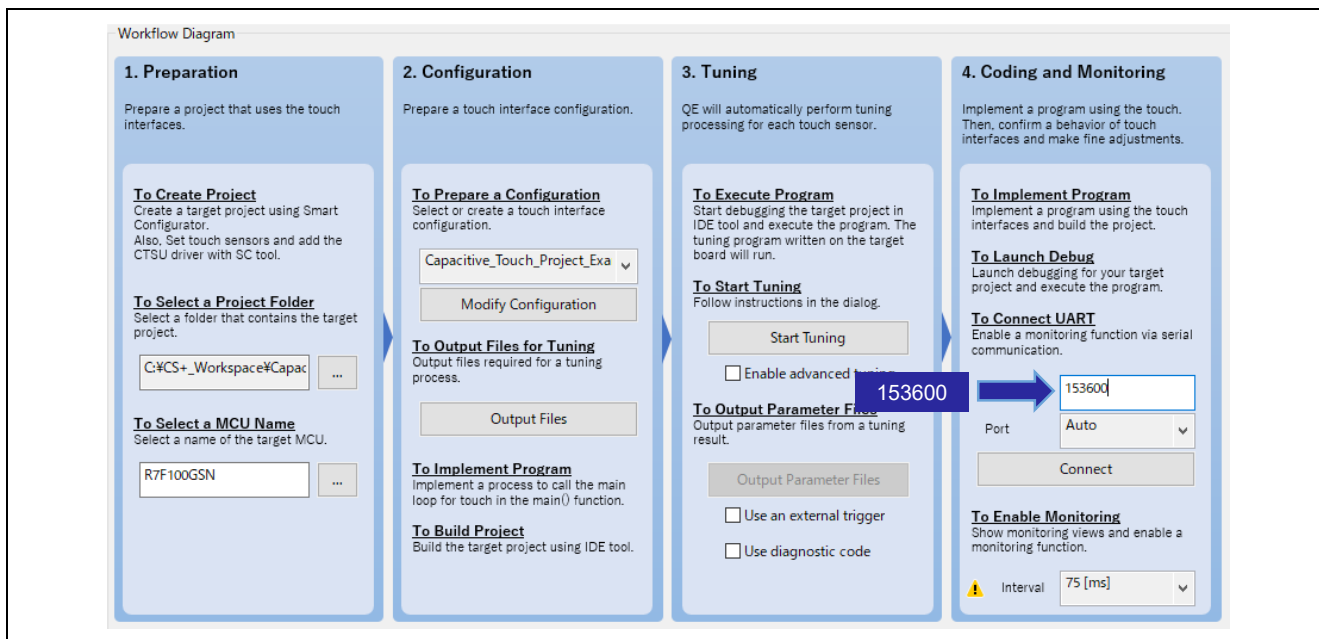 Workflow Diagram
1. Preparation
Prepare a project that uses the touch
interfaces.
To Create Project
Create a target project using Smart
Configurator.
Also, Set touch sensors and add the
CTSU driver with SC tool.
To Select a Project Folder
Select a folder that contains the target
project.
C:¥CS+_Workspace¥Capac
...
To Select a MCU Name
Select a name of the target MCU.
R7F100GSN
...
2. Configuration
Prepare a touch interface configuration.
To Prepare a Configuration
Select or create a touch interface
configuration.
Capacitive_Touch_Project_Exa
Modify Configuration
To Output Files for Tuning
Output files required for a tuning
process.
Output Files
To Implement Program
Implement a process to call the main
loop for touch in the main() function.
To Build Project
Build the target project using IDE tool.
3. Tuning
QE will automatically perform tuning
processing for each touch sensor.
To Execute Program
Start debugging the target project in
IDE tool and execute the program. The
tuning program written on the target
board will run.
To Start Tuning
Follow instructions in the dialog.
Start Tuning
Enable advanced tuning
To Output Parameter Files
Output parameter files from a tuning
result.
Output Parameter Files
Use an external trigger
Use diagnostic code
4. Coding and Monitoring
Implement a program using the touch.
Then, confirm a behavior of touch
interfaces and make fine adjustments.
To Implement Program
Implement a program using the touch
interfaces and build the project.
To Launch Debug
Launch debugging for your target
project and execute the program.
To Connect UART
Enable a monitoring function via serial
communication.
153600
153600
Port Auto
Connect
To Enable Monitoring
Show monitoring views and enable a
monitoring function.
Interval 75 [ms]